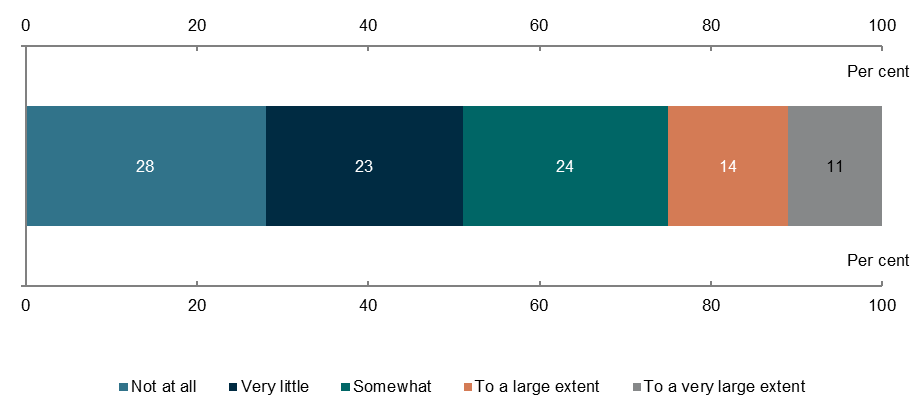 0 20 40 60 80 100
Per cent
28 23 24 14 11
Per cent
0 20 40 60 80 100
Not at all Very little Somewhat To a large extent To a very large extent